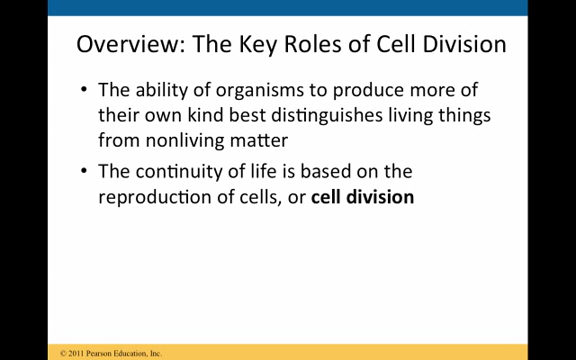 Overview: The Key Roles of Cell Division
• The ability of organisms to produce more of
their own kind best distinguishes living things
from nonliving matter
• The continuity of life is based on the
reproduction of cells, or cell division
© 2011 Pearson Education, Inc.